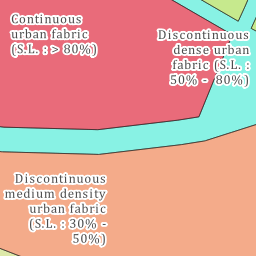 Continuous
urban fabric
(S.L. : > 80%)
Discontinuous
dense urban
fabric (S.L. :
50% - 80%)
Discontinuous
medium density
urban fabric
(S.L. : 30% -
50%)